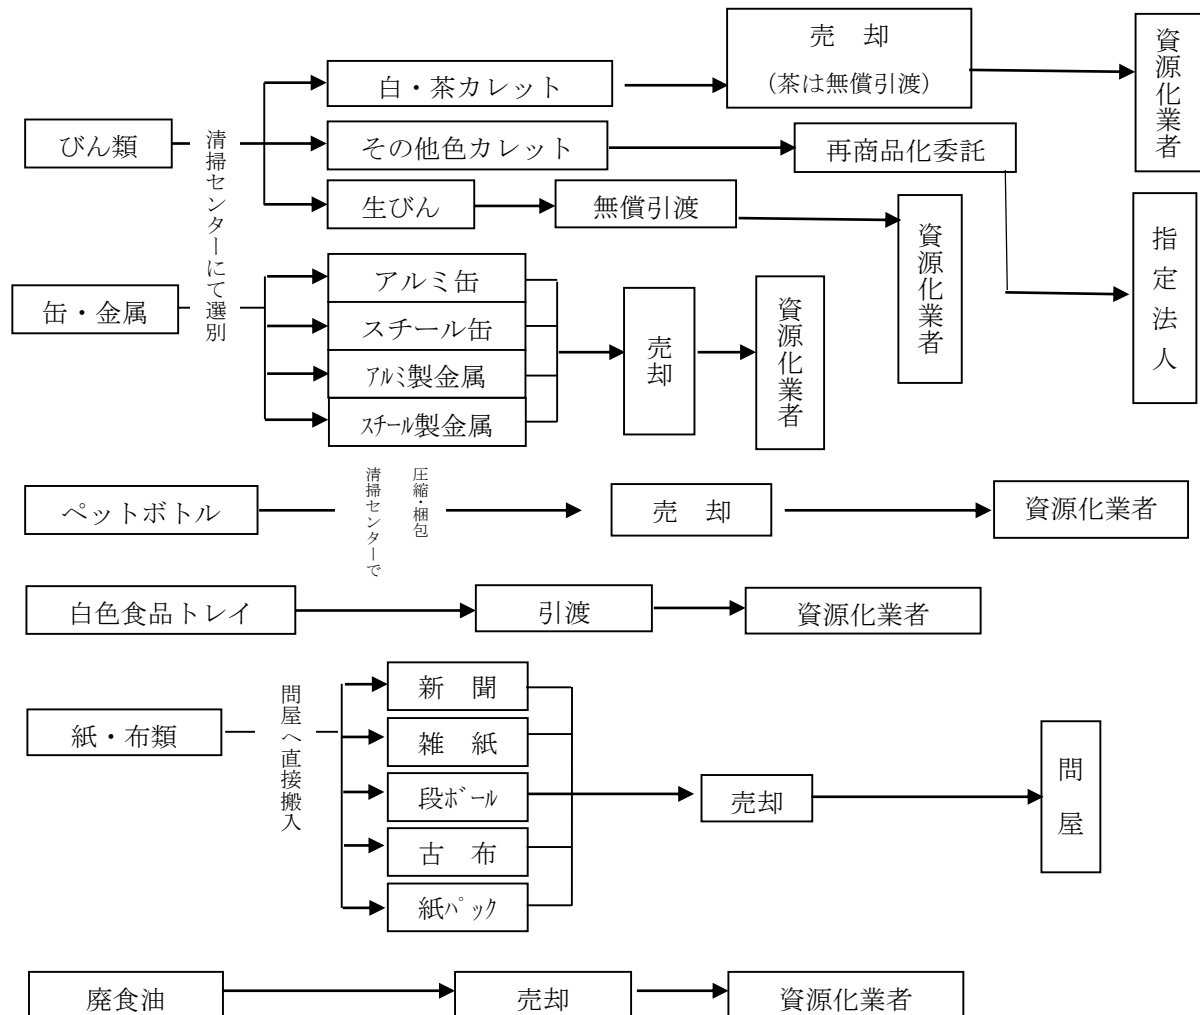 びん類
清掃センターにて選別
白・茶カレット
売　却
（茶は無償引渡）
資源化業者
その他色カレット
再商品化委託
指定法人
生びん
無償引渡
資源化業者
缶・金属
アルミ缶
スチール缶
ｱﾙﾐ製金属
ｽﾁｰﾙ製金属
売却
資源化業者
ペットボトル
圧縮・梱包
清掃センターで
売　却
資源化業者
白色食品トレイ
引渡
資源化業者
紙・布類
問屋へ直接搬入
新　聞
雑　紙
段ﾎﾞｰﾙ
古　布
紙ﾊﾟｯｸ
売却
問屋
廃食油
売却
資源化業者